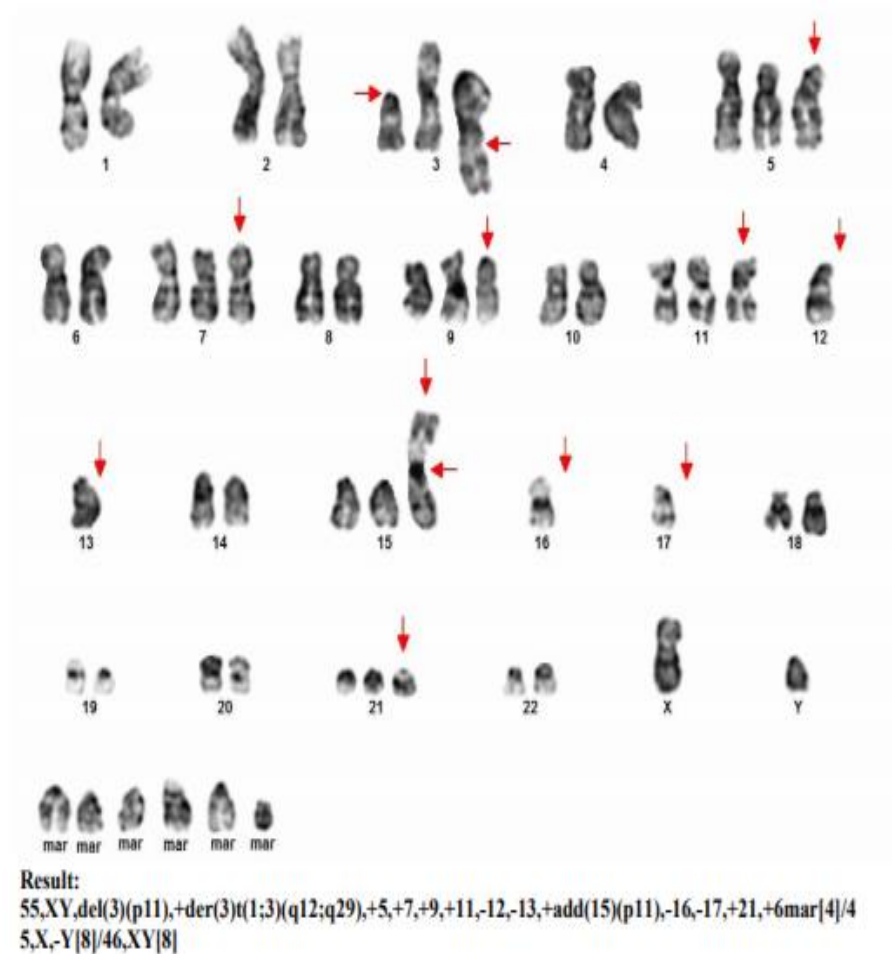 1 2 3 4 5
6 7 8 9 10 11 12
13 14 15 16 17 18
19 20 21 22 X Y
mar mar mar mar mar mar
Result:
55,XY,del(3)(p11),+der(3)t(1;3)(q12;q29),+5,+7,+9,+11,-12,-13,+add(15)(p11),-16,-17,+21,+6mar[4]/4
5,X,-Y[8]/46,XY[8]